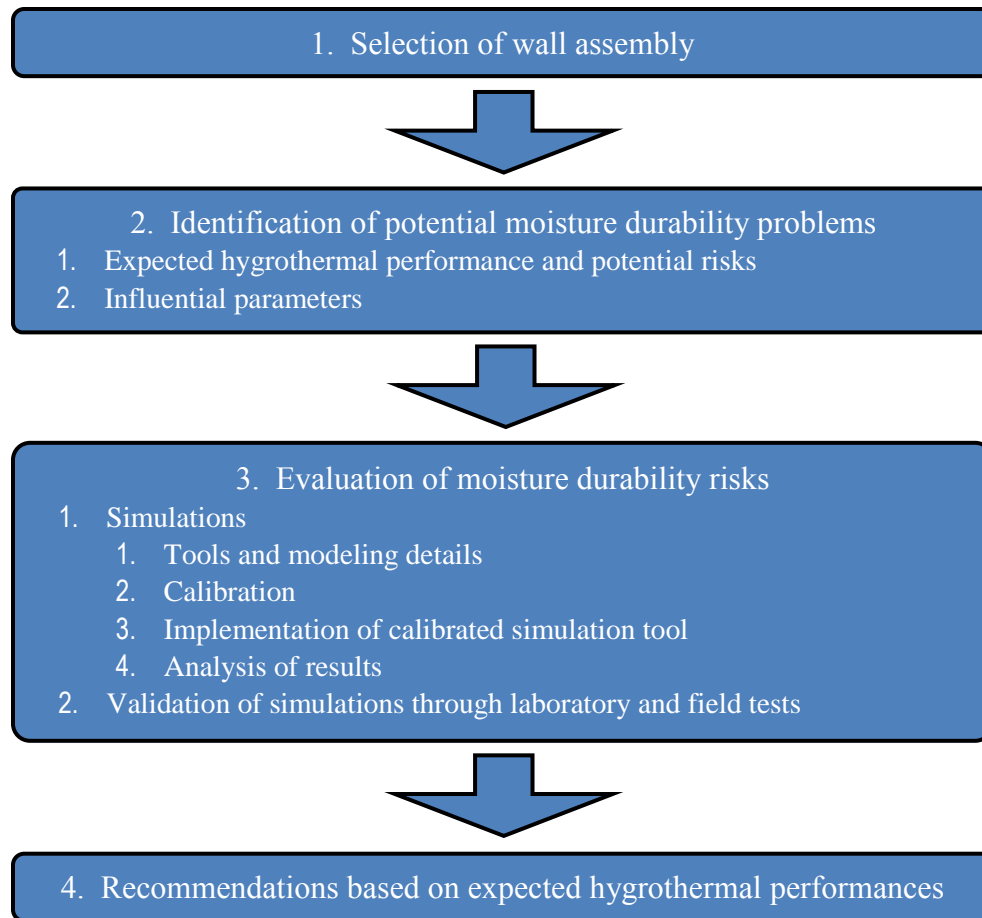 1. Selection of wall assembly
2. Identification of potential moisture durability problems
1. Expected hygrothermal performance and potential risks
2. Influential parameters
3. Evaluation of moisture durability risks
1. Simulations
1. Tools and modeling details
2. Calibration
3. Implementation of calibrated simulation tool
4. Analysis of results
2. Validation of simulations through laboratory and field tests
4. Recommendations based on expected hygrothermal performances